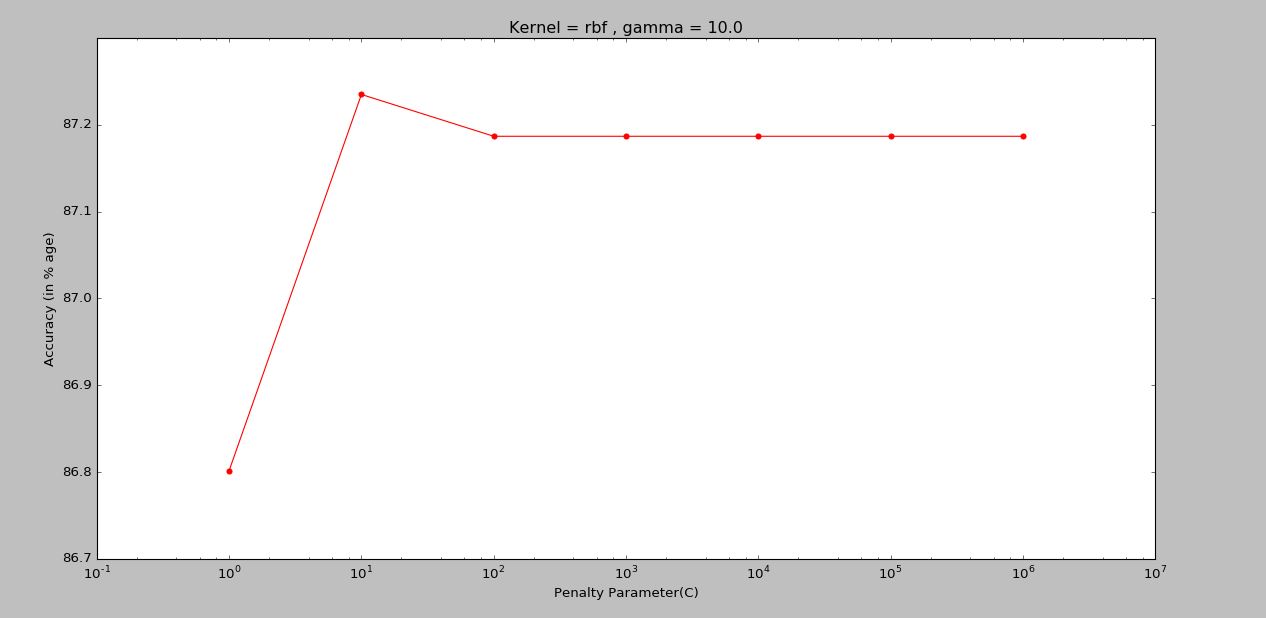 Kernel = rbf , gamma = 10.0
87.2
87.1
87.0
86.9
86.8
86.7
Accuracy (in % age)
10^-1 10^0 10^1 10^2 10^3 10^4 10^5 10^6 10^7
Penalty Parameter(C)